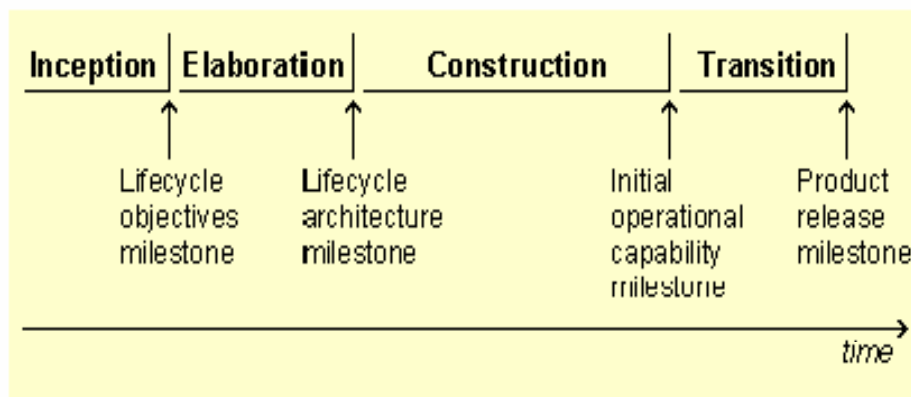 Inception Elaboration Construction Transition
Lifecycle
objectives
milestone
Lifecycle
architecture
milestone
Initial
operational
capability
milestone
Product
release
milestone
time